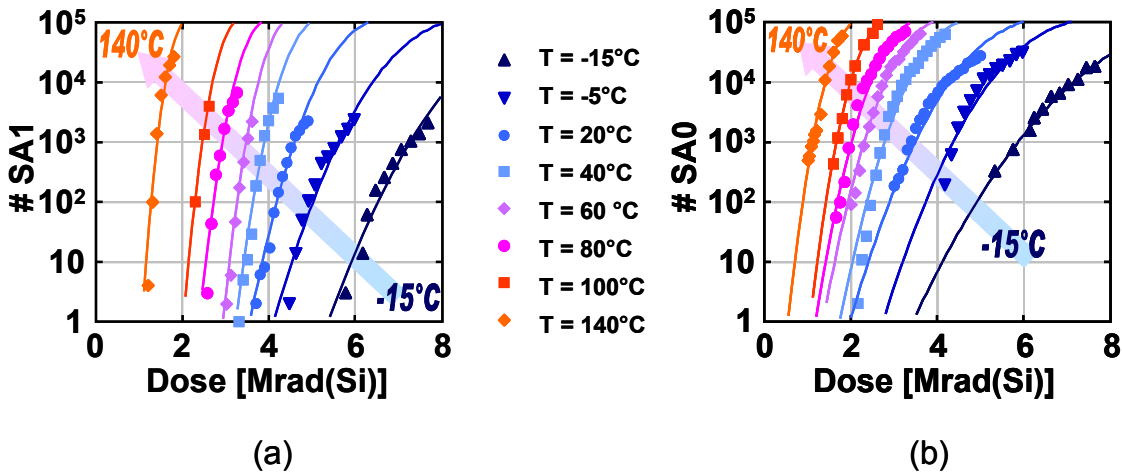 10⁵
10⁴
10³
10²
10
1
# SA1
140°C
-15°C
0 2 4 6 8
Dose [Mrad(Si)]
(a)
T = -15°C
T = -5°C
T = 20°C
T = 40°C
T = 60 °C
T = 80°C
T = 100°C
T = 140°C
10⁵
10⁴
10³
10²
10
1
# SA0
140°C
-15°C
0 2 4 6 8
Dose [Mrad(Si)]
(b)